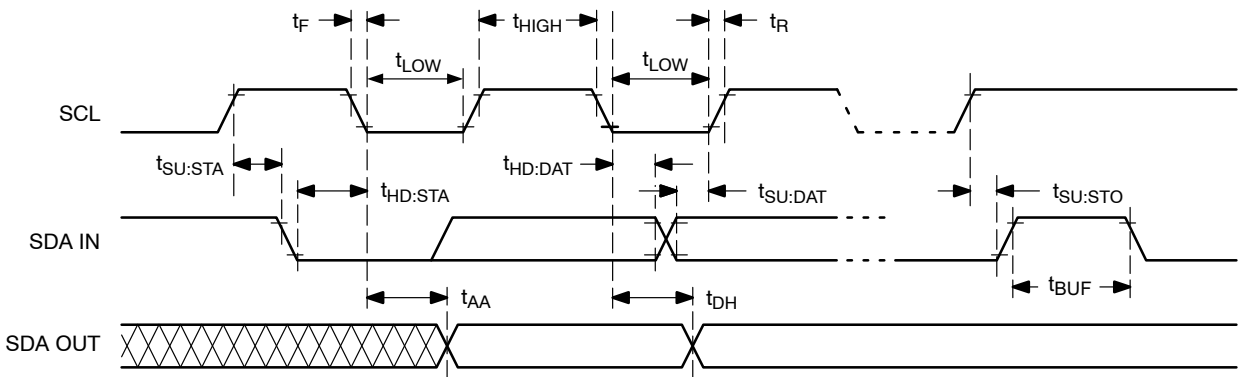 tF
tHIGH
tR
tLOW
tLOW
SCL
tSU:STA
tHD:STA
tHD:DAT
tSU:DAT
tSU:STO
SDA IN
tBUF
tAA
tDH
SDA OUT